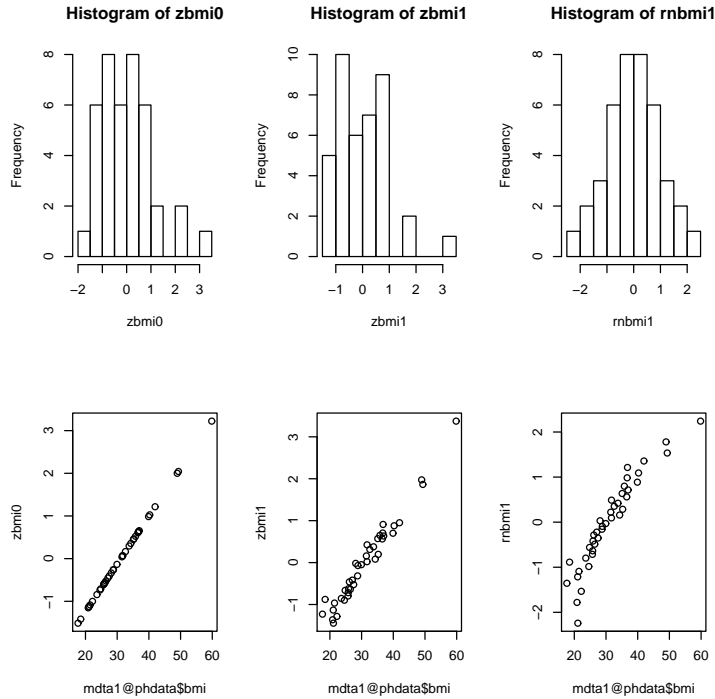 Histogram of zbmi0
Frequency
0 2 4 6 8
−2 0 1 2 3
zbmi0
Histogram of zbmi1
Frequency
0 2 4 6 8 10
−1 0 1 2 3
zbmi1
Histogram of rnbmi1
Frequency
0 2 4 6 8
−2 −1 0 1 2
rnbmi1
zbmi0
−1 0 1 2 3
20 30 40 50 60
mdta1@phdata$bmi
zbmi1
−1 0 1 2 3
20 30 40 50 60
mdta1@phdata$bmi
rnbmi1
−2 −1 0 1 2
20 30 40 50 60
mdta1@phdata$bmi